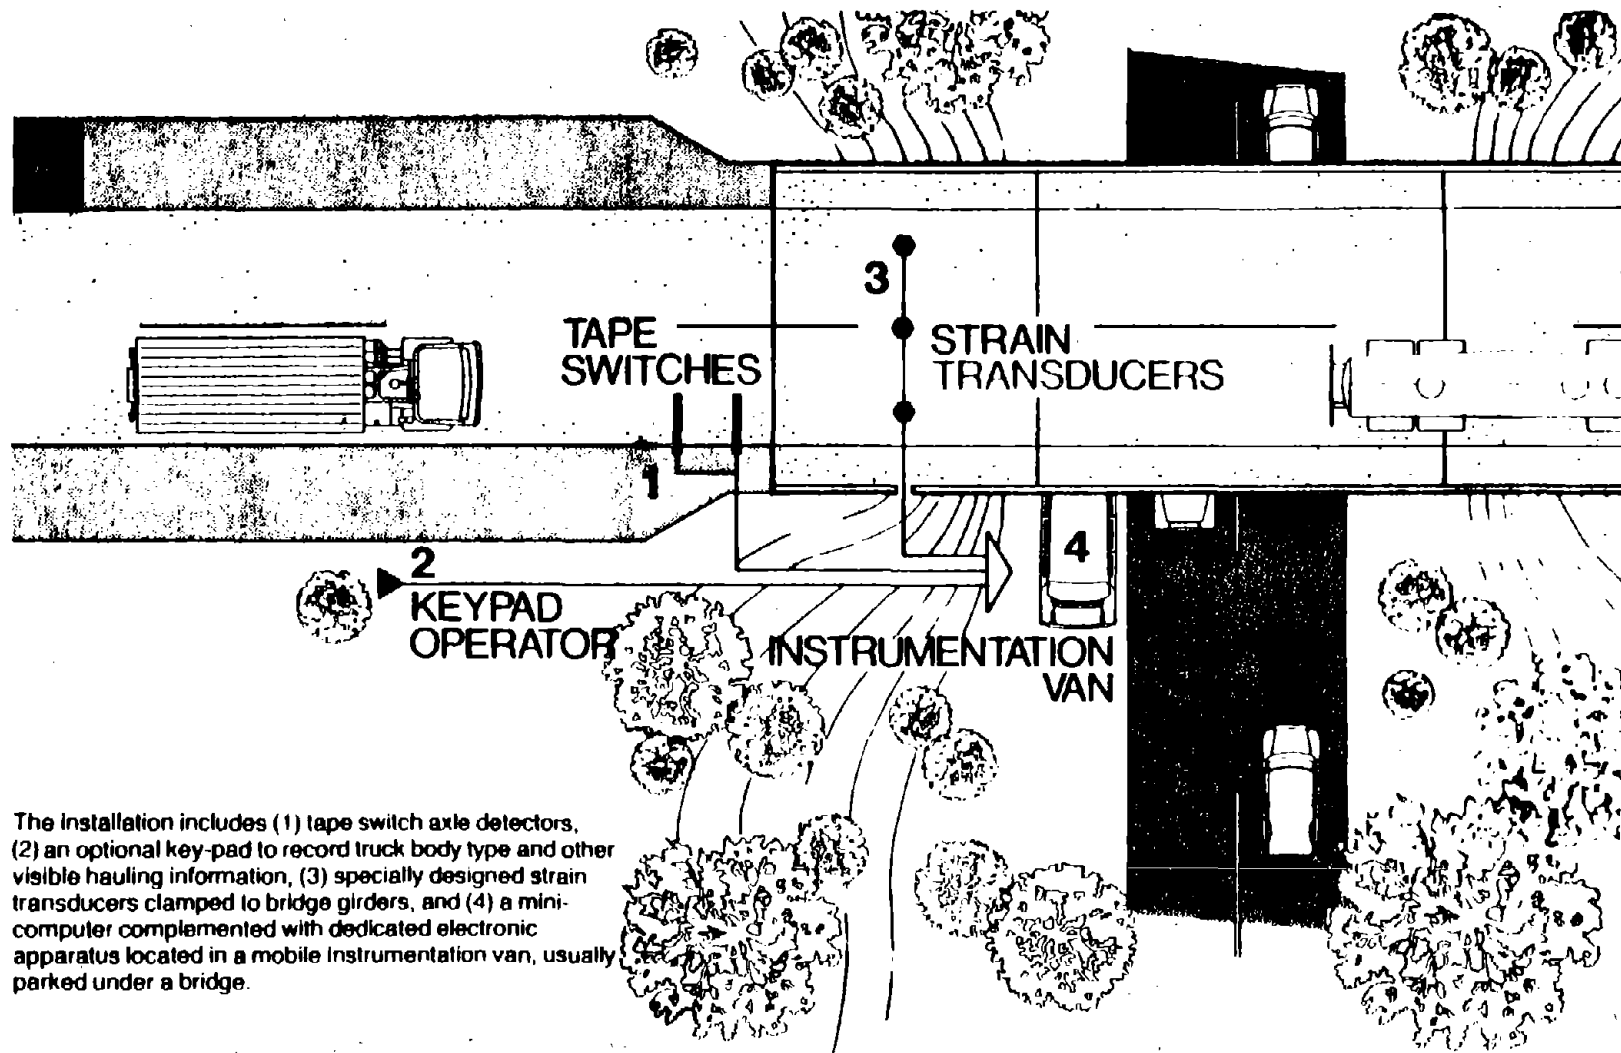 3
TAPE
SWITCHES
STRAIN
TRANSDUCERS
1
2
KEYPAD
OPERATOR
4
INSTRUMENTATION
VAN
The installation includes (1) tape switch axle detectors,
(2) an optional key-pad to record truck body type and other
visible hauling information, (3) specially designed strain
transducers clamped to bridge girders, and (4) a mini-
computer complemented with dedicated electronic
apparatus located in a mobile instrumentation van, usually
parked under a bridge.